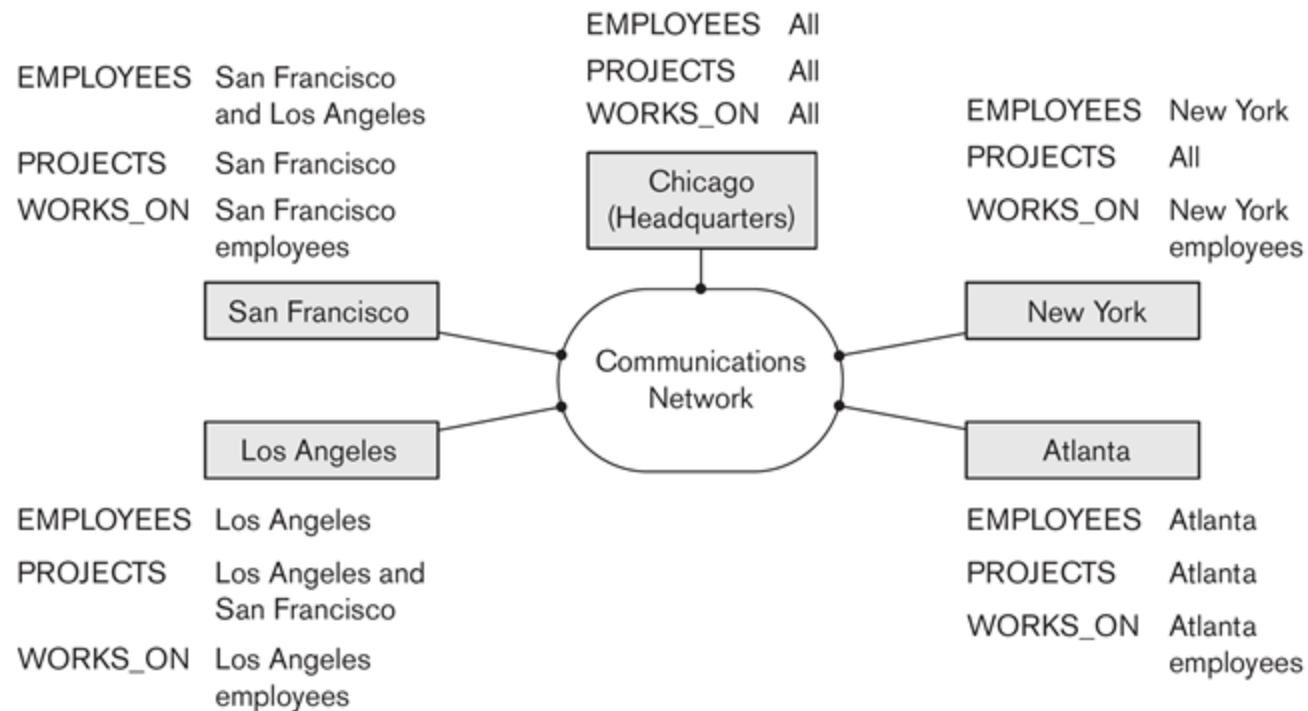 EMPLOYEES All
PROJECTS All
WORKS_ON All
Chicago
(Headquarters)
EMPLOYEES San Francisco
and Los Angeles
PROJECTS San Francisco
WORKS_ON San Francisco
employees
San Francisco
EMPLOYEES New York
PROJECTS All
WORKS_ON New York
employees
New York
Communications
Network
Los Angeles
EMPLOYEES Los Angeles
PROJECTS Los Angeles and
San Francisco
WORKS_ON Los Angeles
employees
Atlanta
EMPLOYEES Atlanta
PROJECTS Atlanta
WORKS_ON Atlanta
employees